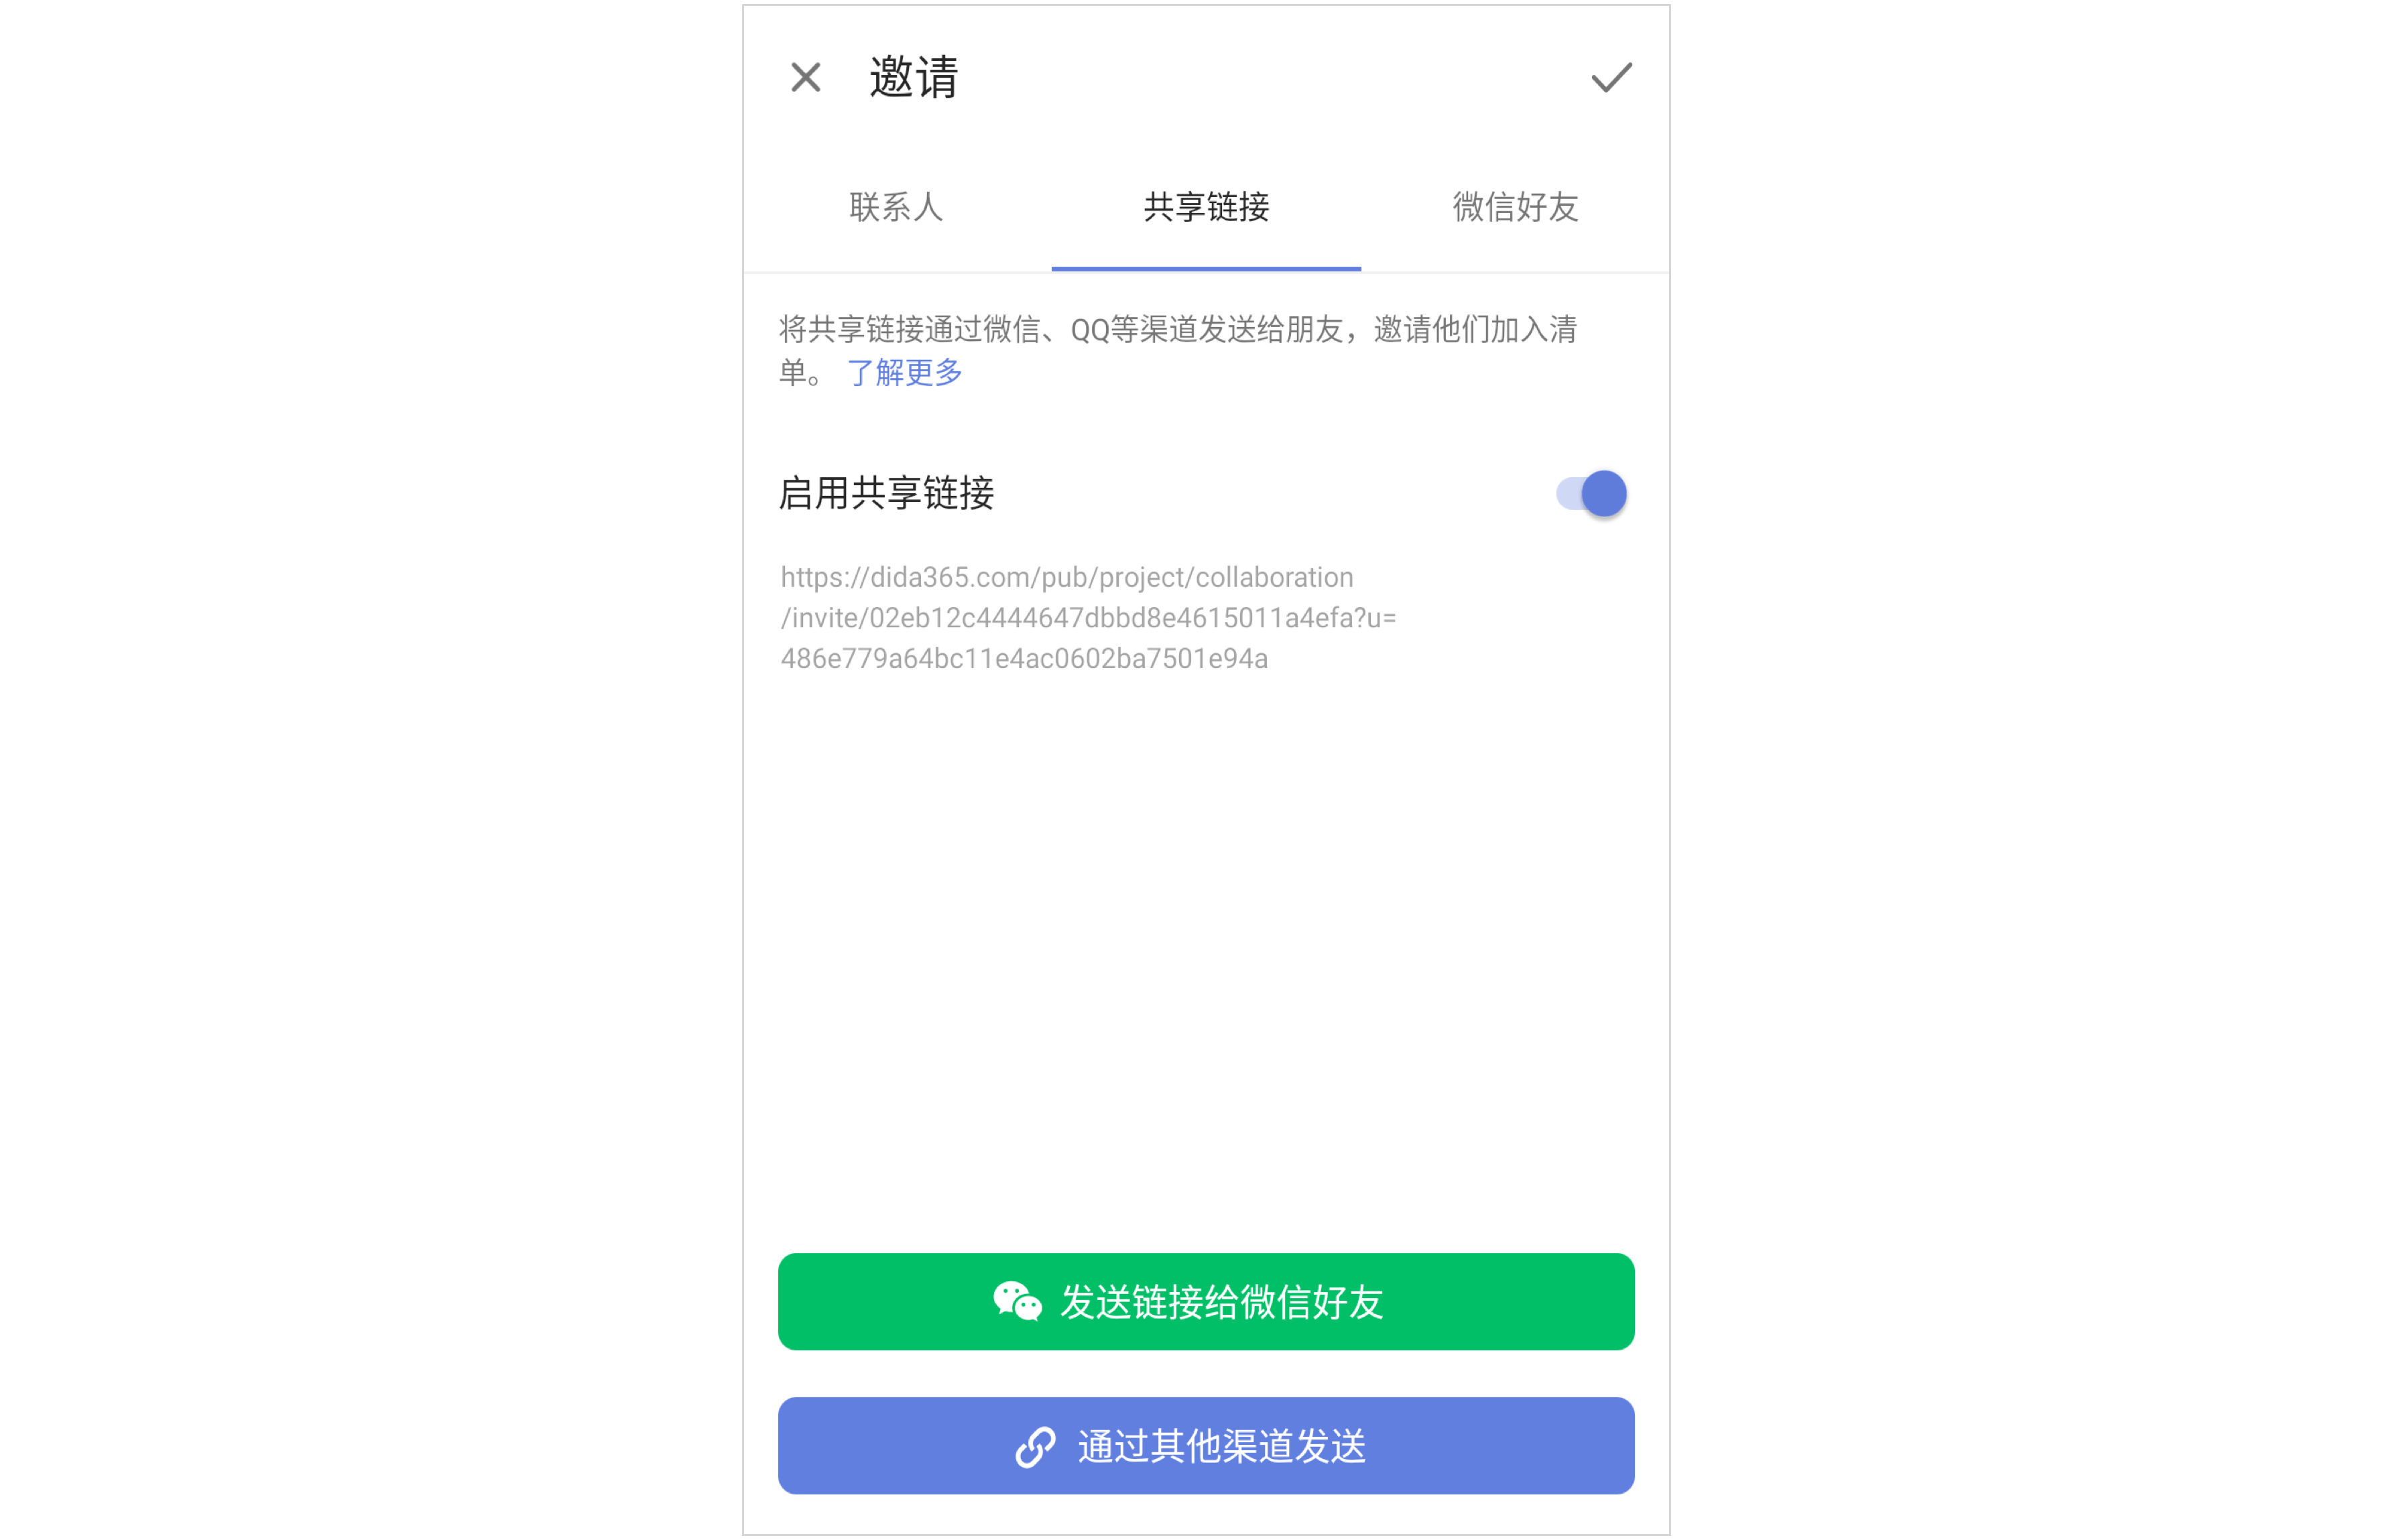 邀请
联系人
共享链接
微信好友
将共享链接通过微信、QQ等渠道发送给朋友，邀请他们加入清
单。 了解更多
启用共享链接
https://dida365.com/pub/project/collaboration
/invite/02eb12c4444647dbbd8e4615011a4efa?u=
486e779a64bc11e4ac0602ba7501e94a
发送链接给微信好友
通过其他渠道发送